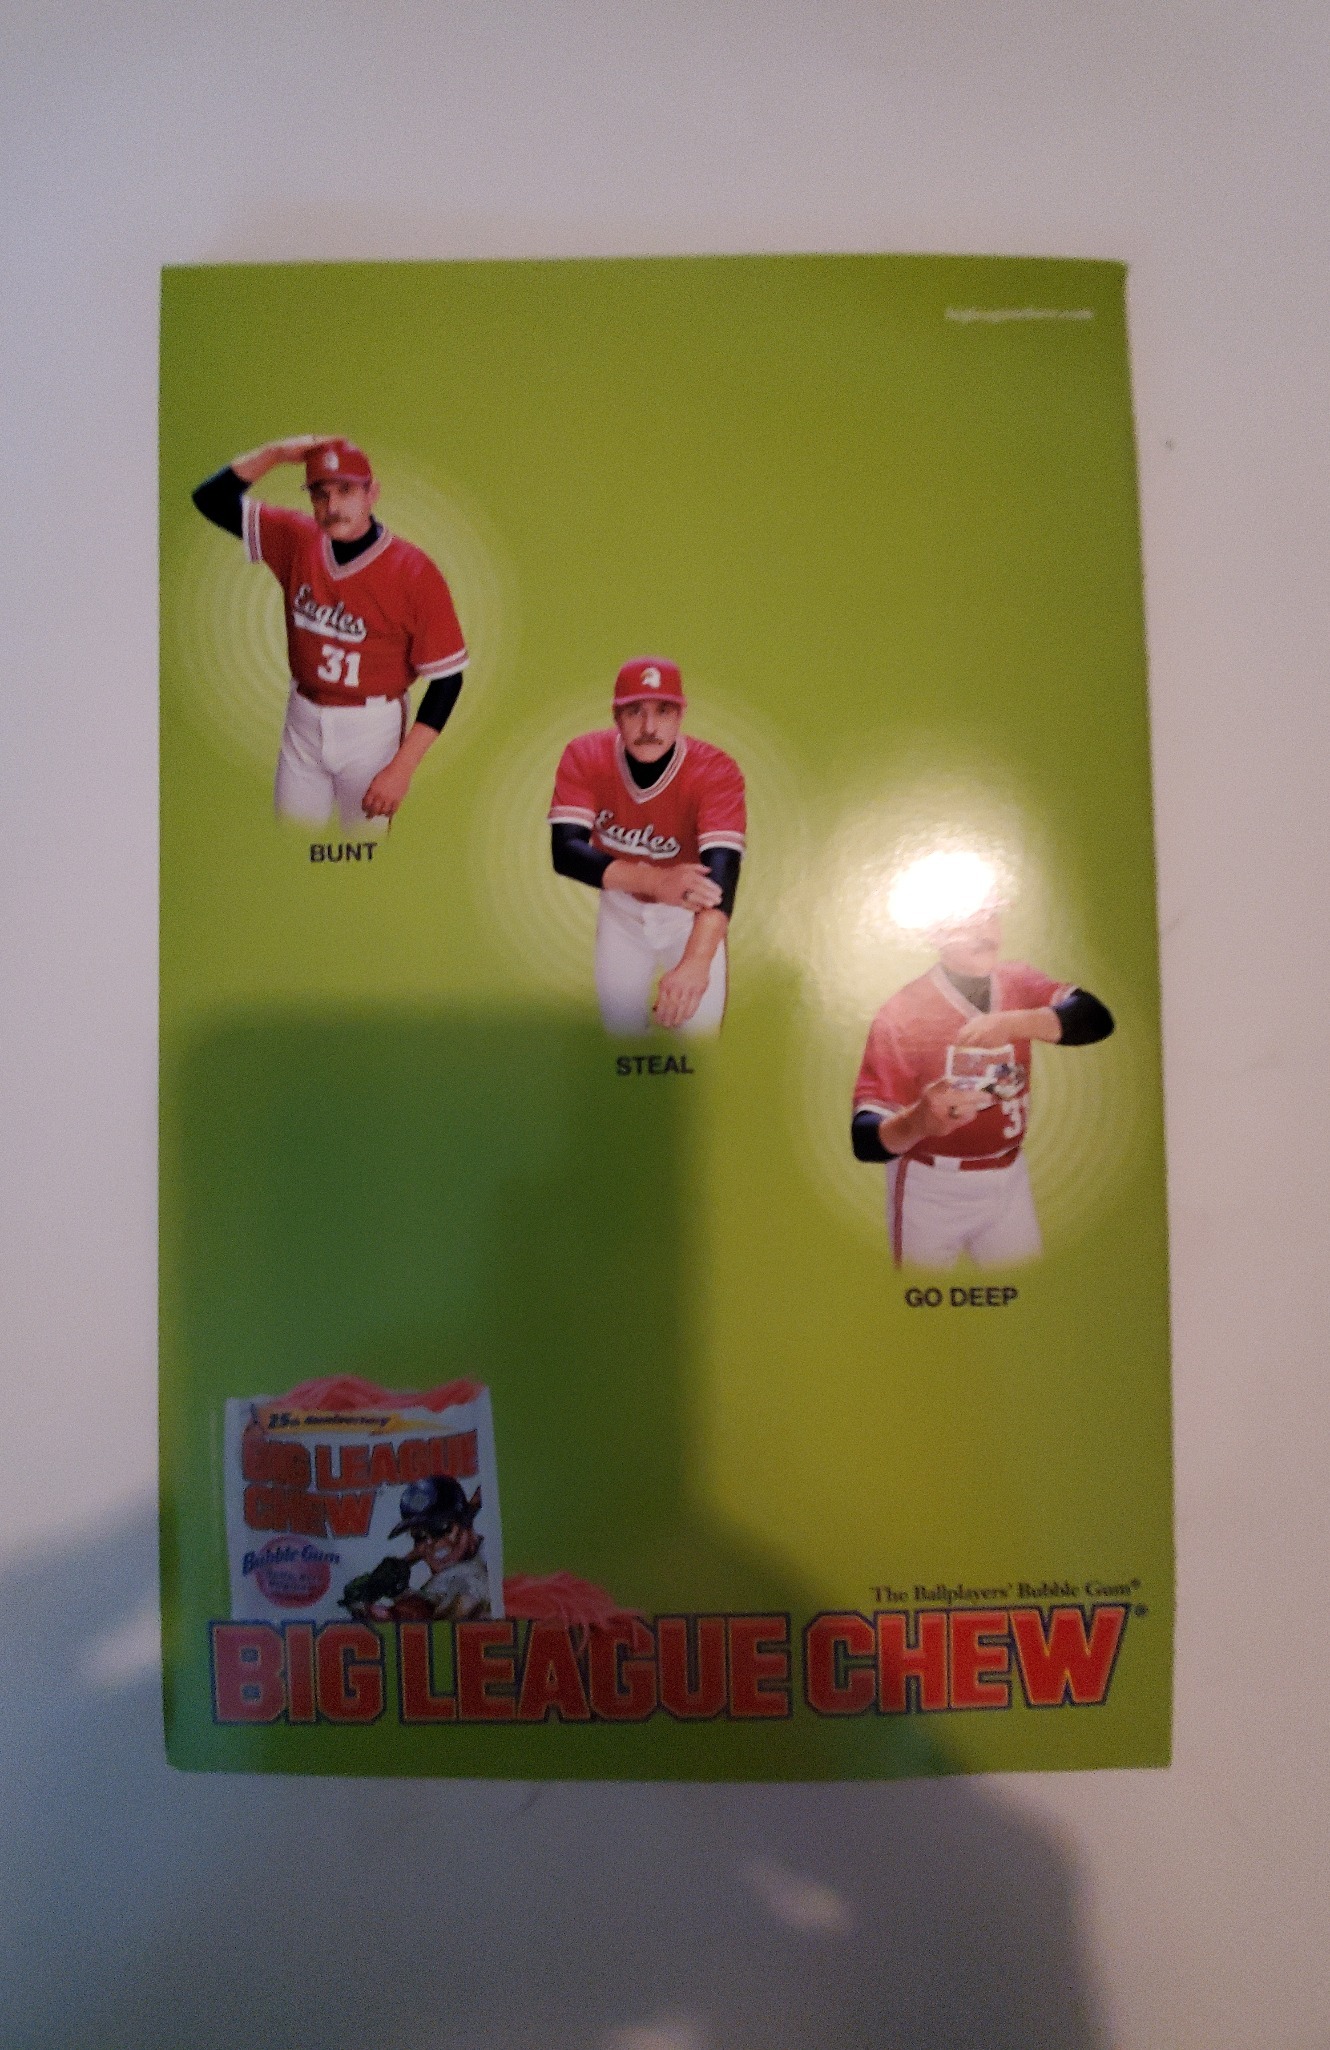 Eagles
31
BUNT
Eagles
STEAL
3
GO DEEP
25th Anniversary
BIG LEAGUE
CHEW
Bubble Gum
The Ballplayers' Bubble Gum®
BIG LEAGUE CHEW®